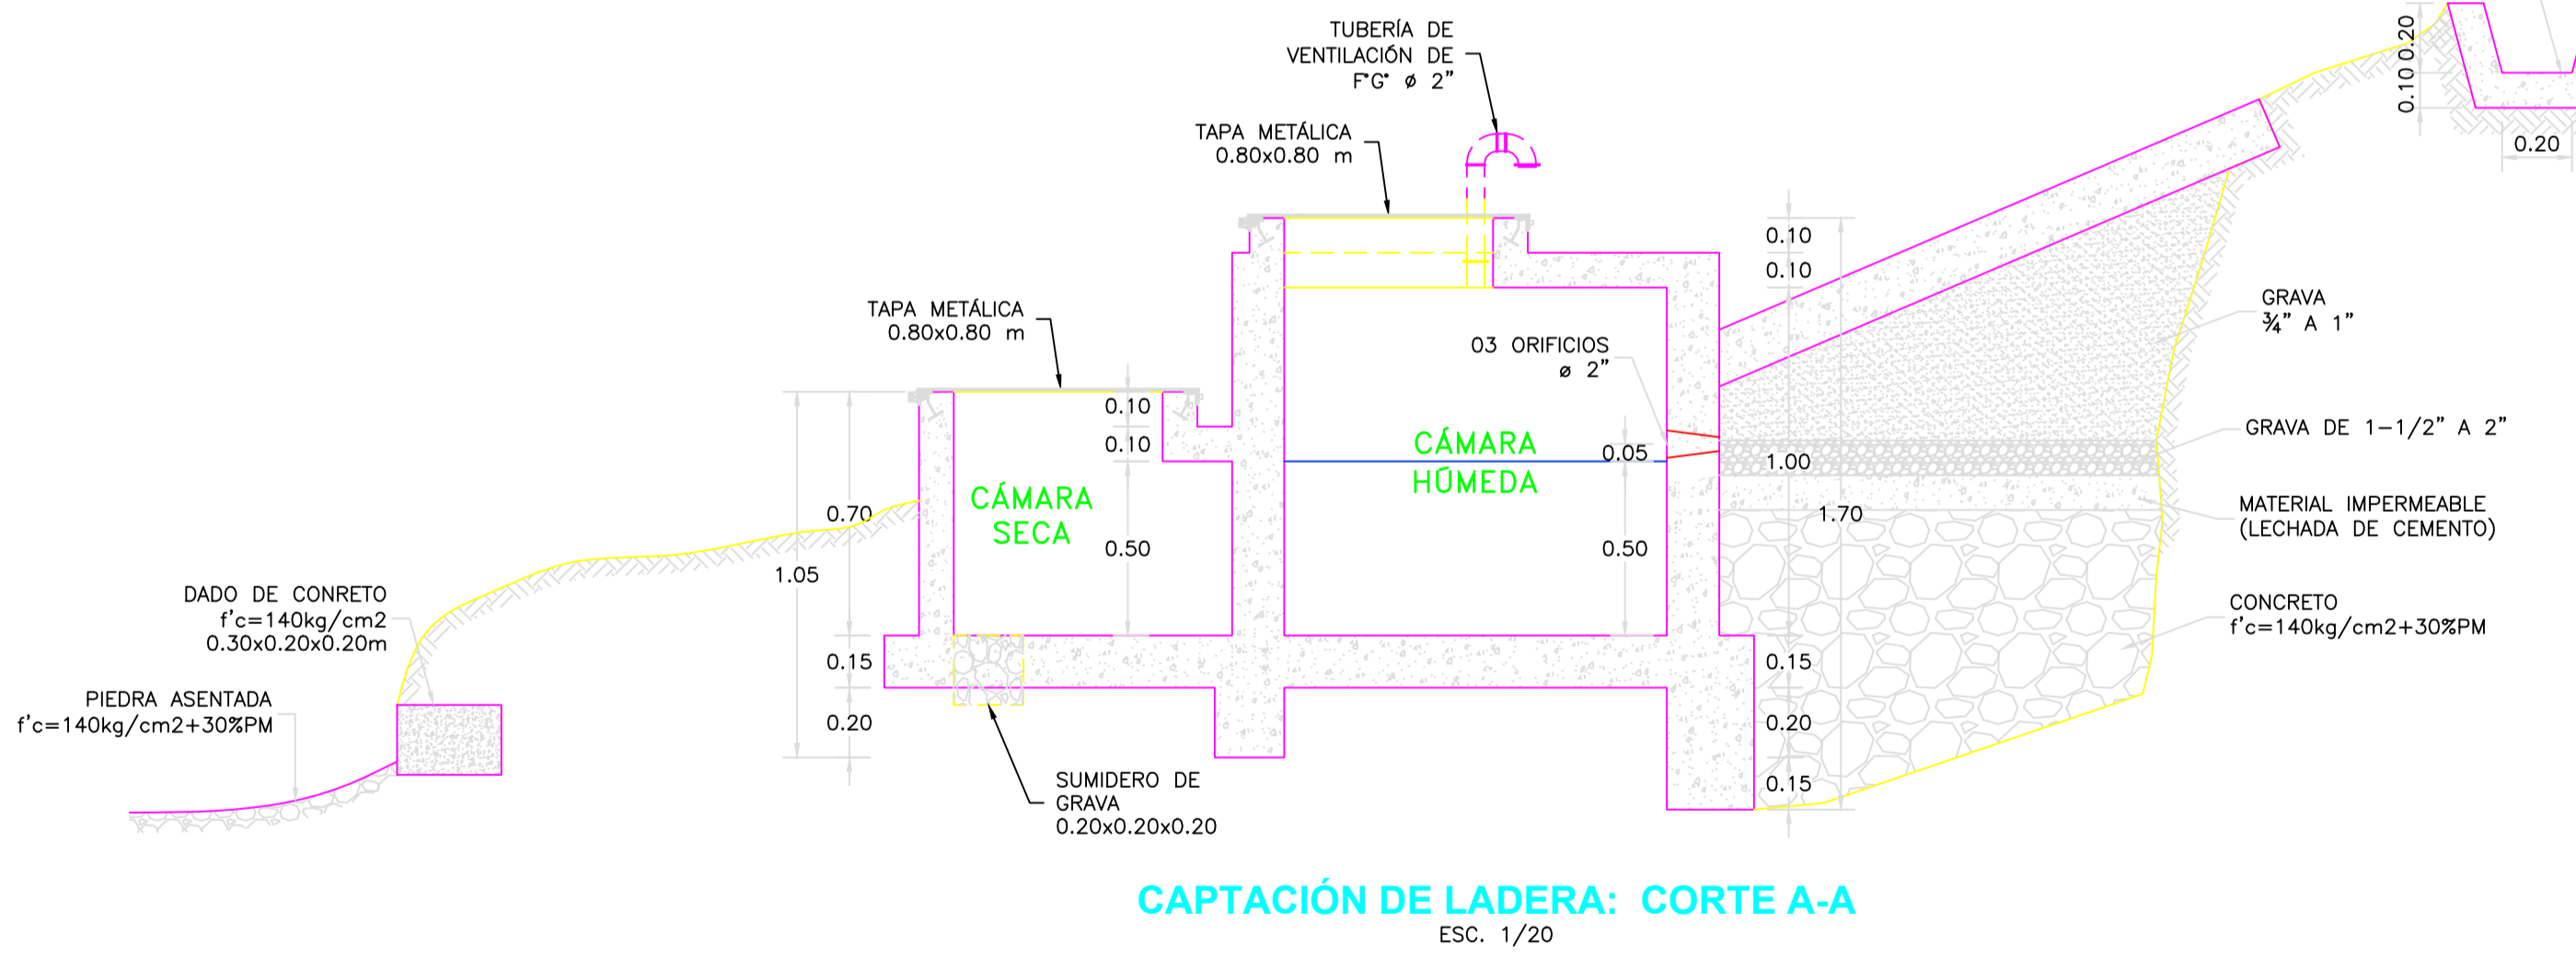 TUBERÍA DE
VENTILACIÓN DE
F°G° ø 2"
TAPA METÁLICA
0.80x0.80 m
0.20
0.10
0.20
TAPA METÁLICA
0.80x0.80 m
0.10
0.10
1.00
1.70
0.15
0.20
0.15
GRAVA
¾" A 1"
03 ORIFICIOS
ø 2"
0.05
0.50
CÁMARA
HÚMEDA
GRAVA DE 1-1/2" A 2"
MATERIAL IMPERMEABLE
(LECHADA DE CEMENTO)
CONCRETO
f'c=140kg/cm2+30%PM
0.10
0.10
0.50
CÁMARA
SECA
0.70
1.05
0.15
0.20
DADO DE CONRETO
f'c=140kg/cm2
0.30x0.20x0.20m
PIEDRA ASENTADA
f'c=140kg/cm2+30%PM
SUMIDERO DE
GRAVA
0.20x0.20x0.20
CAPTACIÓN DE LADERA: CORTE A-A
ESC. 1/20